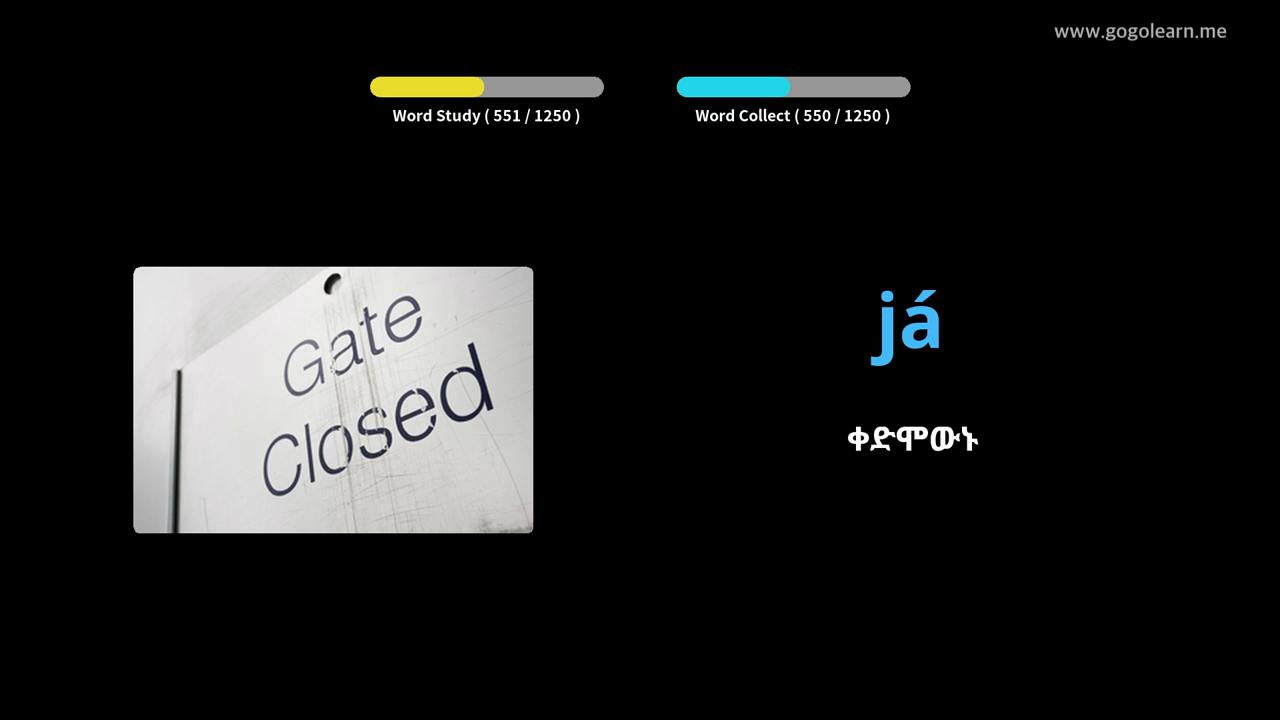 www.gogolearn.me
Word Study ( 551 / 1250 )
Word Collect ( 550 / 1250 )
Gate
Closed
já
ቀድሞውኑ